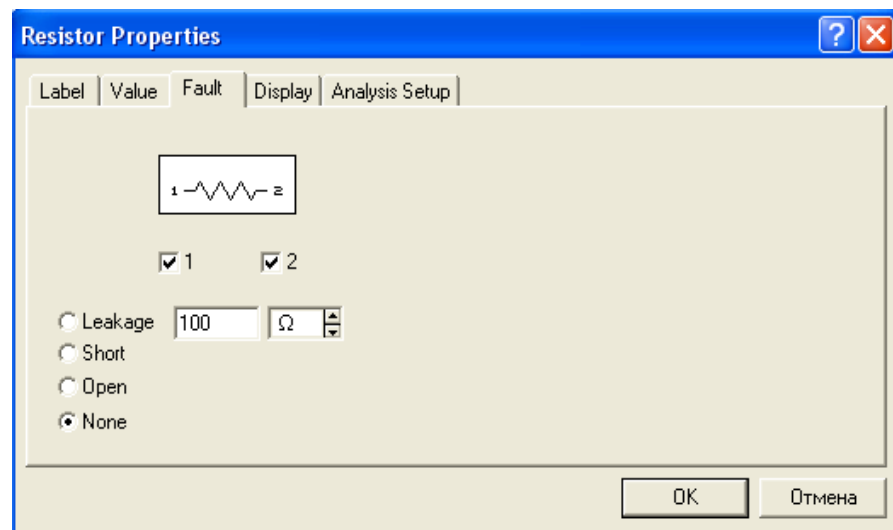 Resistor Properties
Label Value Fault Display Analysis Setup
1 2
1 2
Leakage 100 Ω
Short
Open
None
OK Отмена